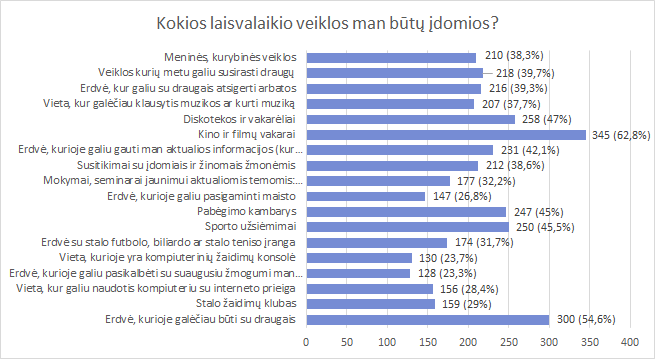 Kokios laisvalaikio veiklos man būtų įdomios?
Meninės, kurybinės veiklos 210 (38,3%)
Veiklos kurių metu galiu susirasti draugų 218 (39,7%)
Erdvė, kur galiu su draugais atsigerti arbatos 216 (39,3%)
Vieta, kur galėčiau klausytis muzikos ar kurti muziką 207 (37,7%)
Diskotekos ir vakarėliai 258 (47%)
Kino ir filmų vakarai 345 (62,8%)
Erdvė, kurioje galiu gauti man aktualios informacijos (kur... 231 (42,1%)
Susitikimai su įdomiais ir žinomais žmonėmis 212 (38,6%)
Mokymai, seminarai jaunimui aktualiomis temomis:... 177 (32,2%)
Erdvė, kurioje galiu pasigaminti maisto 147 (26,8%)
Pabėgimo kambarys 247 (45%)
Sporto užsiėmimai 250 (45,5%)
Erdvė su stalo futbolo, biliardo ar stalo teniso įranga 174 (31,7%)
Vieta, kurioje yra kompiuterinių žaidimų konsolė 130 (23,7%)
Erdvė, kurioje galiu pasikalbėti su suaugusiu žmogumi man... 128 (23,3%)
Vieta, kur galiu naudotis kompiuteriu su interneto prieiga 156 (28,4%)
Stalo žaidimų klubas 159 (29%)
Erdvė, kurioje galėčiau būti su draugais 300 (54,6%)
0 50 100 150 200 250 300 350 400